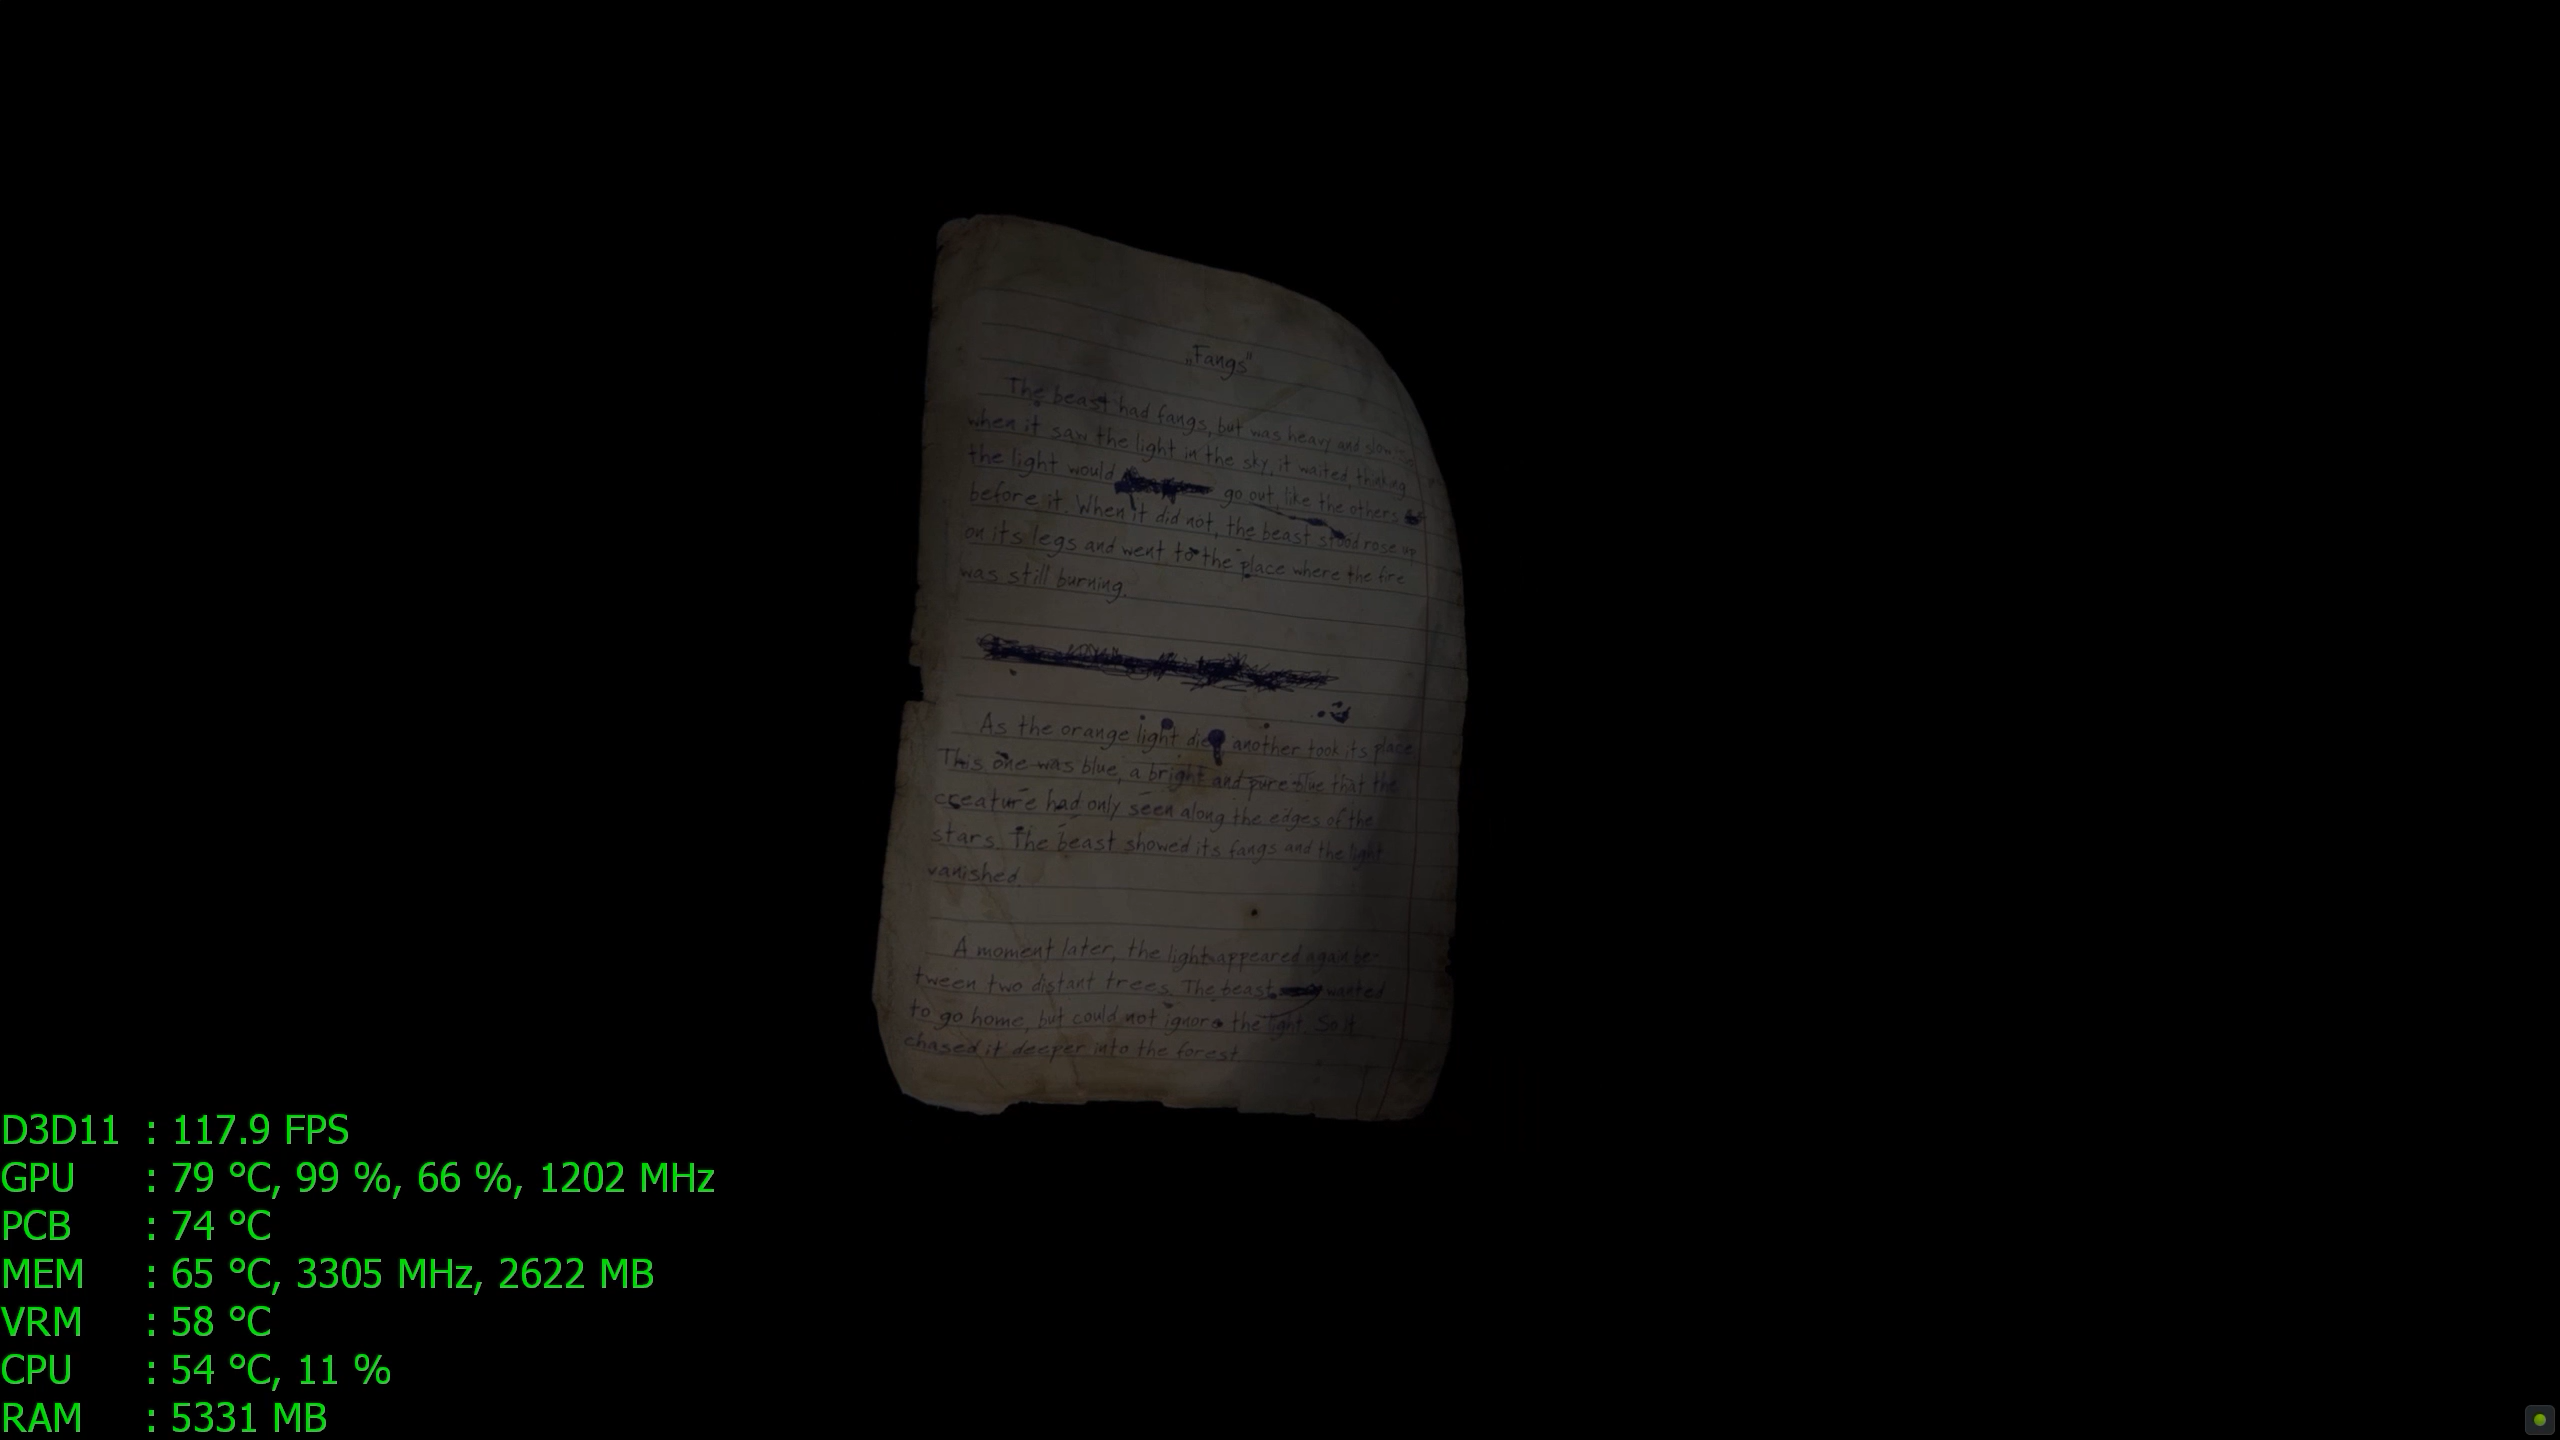 „Fangs"
The beast had fangs, but was heavy and slow
when it saw the light in the sky, it waited, thinking
the light would go out, like the others
before it. When it did not, the beast stood rose up
on its legs and went to the place where the fire
was still burning.
As the orange light died another took its place
This one was blue, a bright and pure blue that the
creature had only seen along the edges of the
stars. The beast showed its fangs and the light
vanished.
A moment later, the light appeared again be-
tween two distant trees. The beast wanted
to go home, but could not ignore the light. So it
chased it deeper into the forest.
D3D11 : 117.9 FPS
GPU : 79 °C, 99 %, 66 %, 1202 MHz
PCB : 74 °C
MEM : 65 °C, 3305 MHz, 2622 MB
VRM : 58 °C
CPU : 54 °C, 11 %
RAM : 5331 MB